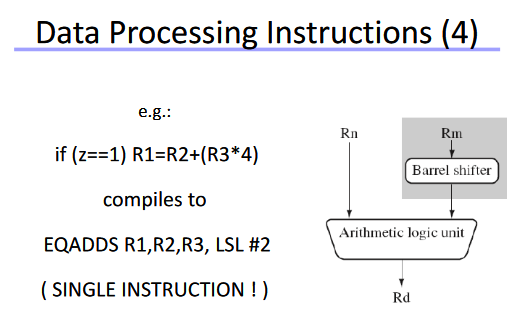 Data Processing Instructions (4)
e.g.:
if (z==1) R1=R2+(R3*4)
compiles to
EQADDS R1,R2,R3, LSL #2
( SINGLE INSTRUCTION ! )
Rn
Rm
Barrel shifter
Arithmetic logic unit
Rd